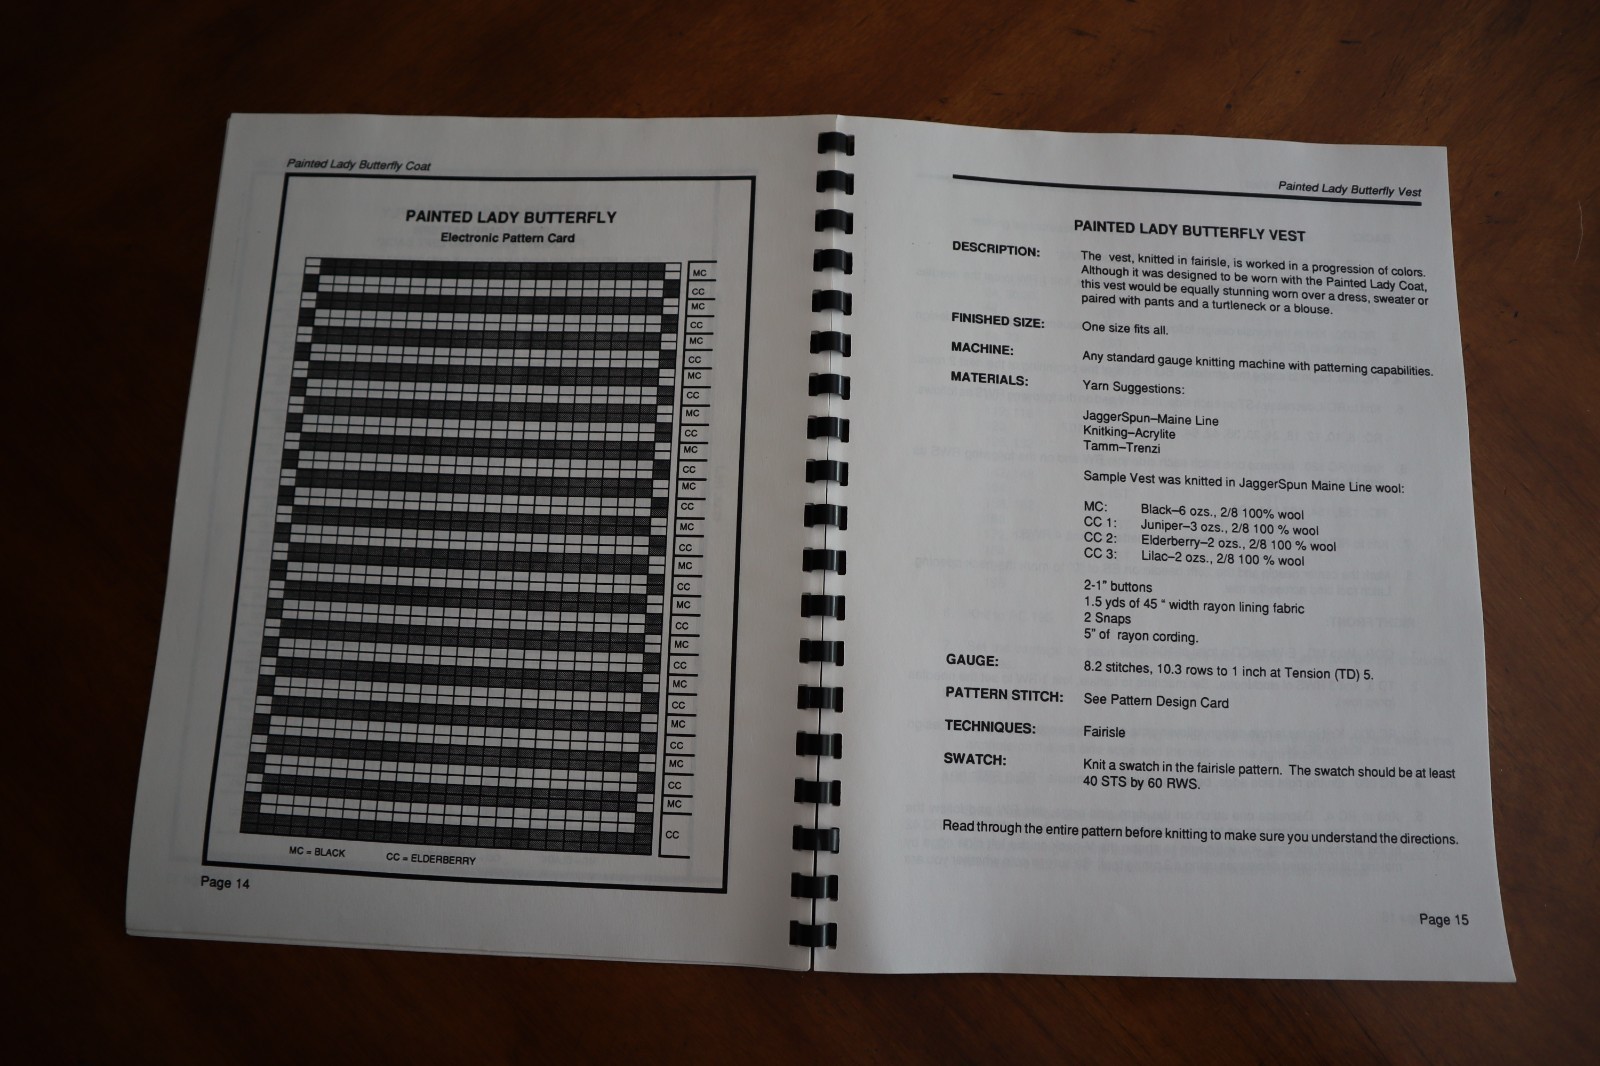 Painted Lady Butterfly Coat
PAINTED LADY BUTTERFLY
Electronic Pattern Card
MC
CC
MC
CC
MC
CC
MC
CC
MC
CC
MC
CC
MC
CC
MC
CC
MC
CC
MC
CC
MC
CC
MC
CC
MC
CC
MC
CC
MC
CC
MC = BLACK CC = ELDERBERRY
Page 14
Painted Lady Butterfly Vest
PAINTED LADY BUTTERFLY VEST
DESCRIPTION: The vest, knitted in fairisle, is worked in a progression of colors.
Although it was designed to be worn with the Painted Lady Coat,
this vest would be equally stunning worn over a dress, sweater or
paired with pants and a turtleneck or a blouse.
FINISHED SIZE: One size fits all.
MACHINE: Any standard gauge knitting machine with patterning capabilities.
MATERIALS: Yarn Suggestions:
JaggerSpun–Maine Line
Knitking–Acrylite
Tamm–Trenzi
Sample Vest was knitted in JaggerSpun Maine Line wool:
MC: Black–6 ozs., 2/8 100% wool
CC 1: Juniper–3 ozs., 2/8 100 % wool
CC 2: Elderberry–2 ozs., 2/8 100 % wool
CC 3: Lilac–2 ozs., 2/8 100 % wool
2-1" buttons
1.5 yds of 45 " width rayon lining fabric
2 Snaps
5" of rayon cording.
GAUGE: 8.2 stitches, 10.3 rows to 1 inch at Tension (TD) 5.
PATTERN STITCH: See Pattern Design Card
TECHNIQUES: Fairisle
SWATCH: Knit a swatch in the fairisle pattern. The swatch should be at least
40 STS by 60 RWS.
Read through the entire pattern before knitting to make sure you understand the directions.
Page 15